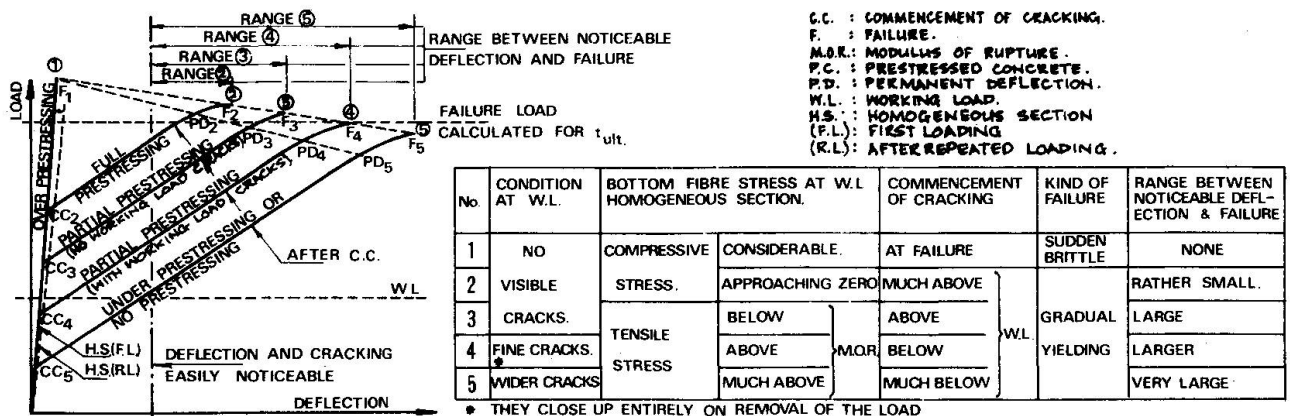 RANGE ⑤
RANGE ④
RANGE ③
RANGE ②
RANGE BETWEEN NOTICEABLE
DEFLECTION AND FAILURE
C.C. : COMMENCEMENT OF CRACKING.
F. : FAILURE.
M.O.R.: MODULUS OF RUPTURE.
P.C. : PRESTRESSED CONCRETE.
P.D. : PERMANENT DEFLECTION.
W.L. : WORKING LOAD.
H.S. : HOMOGENEOUS SECTION
(F.L.): FIRST LOADING
(R.L.): AFTER REPEATED LOADING.
LOAD
① ② ③ ④ ⑤
F1 F2 F3 F4 F5
PD2 PD3 PD4 PD5
FAILURE LOAD
CALCULATED FOR tult.
OVER PRESTRESSING
FULL
PRESTRESSING
PARTIAL PRESTRESSING
(NO WORKING LOAD CRACKS)
PARTIAL PRESTRESSING
(WITH WORKING LOAD CRACKS)
UNDER PRESTRESSING OR
NO PRESTRESSING
CC2
CC3
CC4
CC5
AFTER C.C.
W L
H.S(F.L)
H.S(R.L)
DEFLECTION AND CRACKING
EASILY NOTICEABLE
DEFLECTION
No. CONDITION AT W.L. BOTTOM FIBRE STRESS AT W.L HOMOGENEOUS SECTION. COMMENCEMENT OF CRACKING KIND OF FAILURE RANGE BETWEEN NOTICEABLE DEFL-ECTION & FAILURE
1 NO COMPRESSIVE CONSIDERABLE. AT FAILURE SUDDEN BRITTLE NONE
2 VISIBLE STRESS. APPROACHING ZERO MUCH ABOVE RATHER SMALL.
3 CRACKS. TENSILE BELOW ABOVE GRADUAL LARGE
M.O.R W.L.
4 FINE CRACKS. STRESS ABOVE BELOW YIELDING LARGER
5 WIDER CRACKS MUCH ABOVE MUCH BELOW VERY LARGE
* THEY CLOSE UP ENTIRELY ON REMOVAL OF THE LOAD